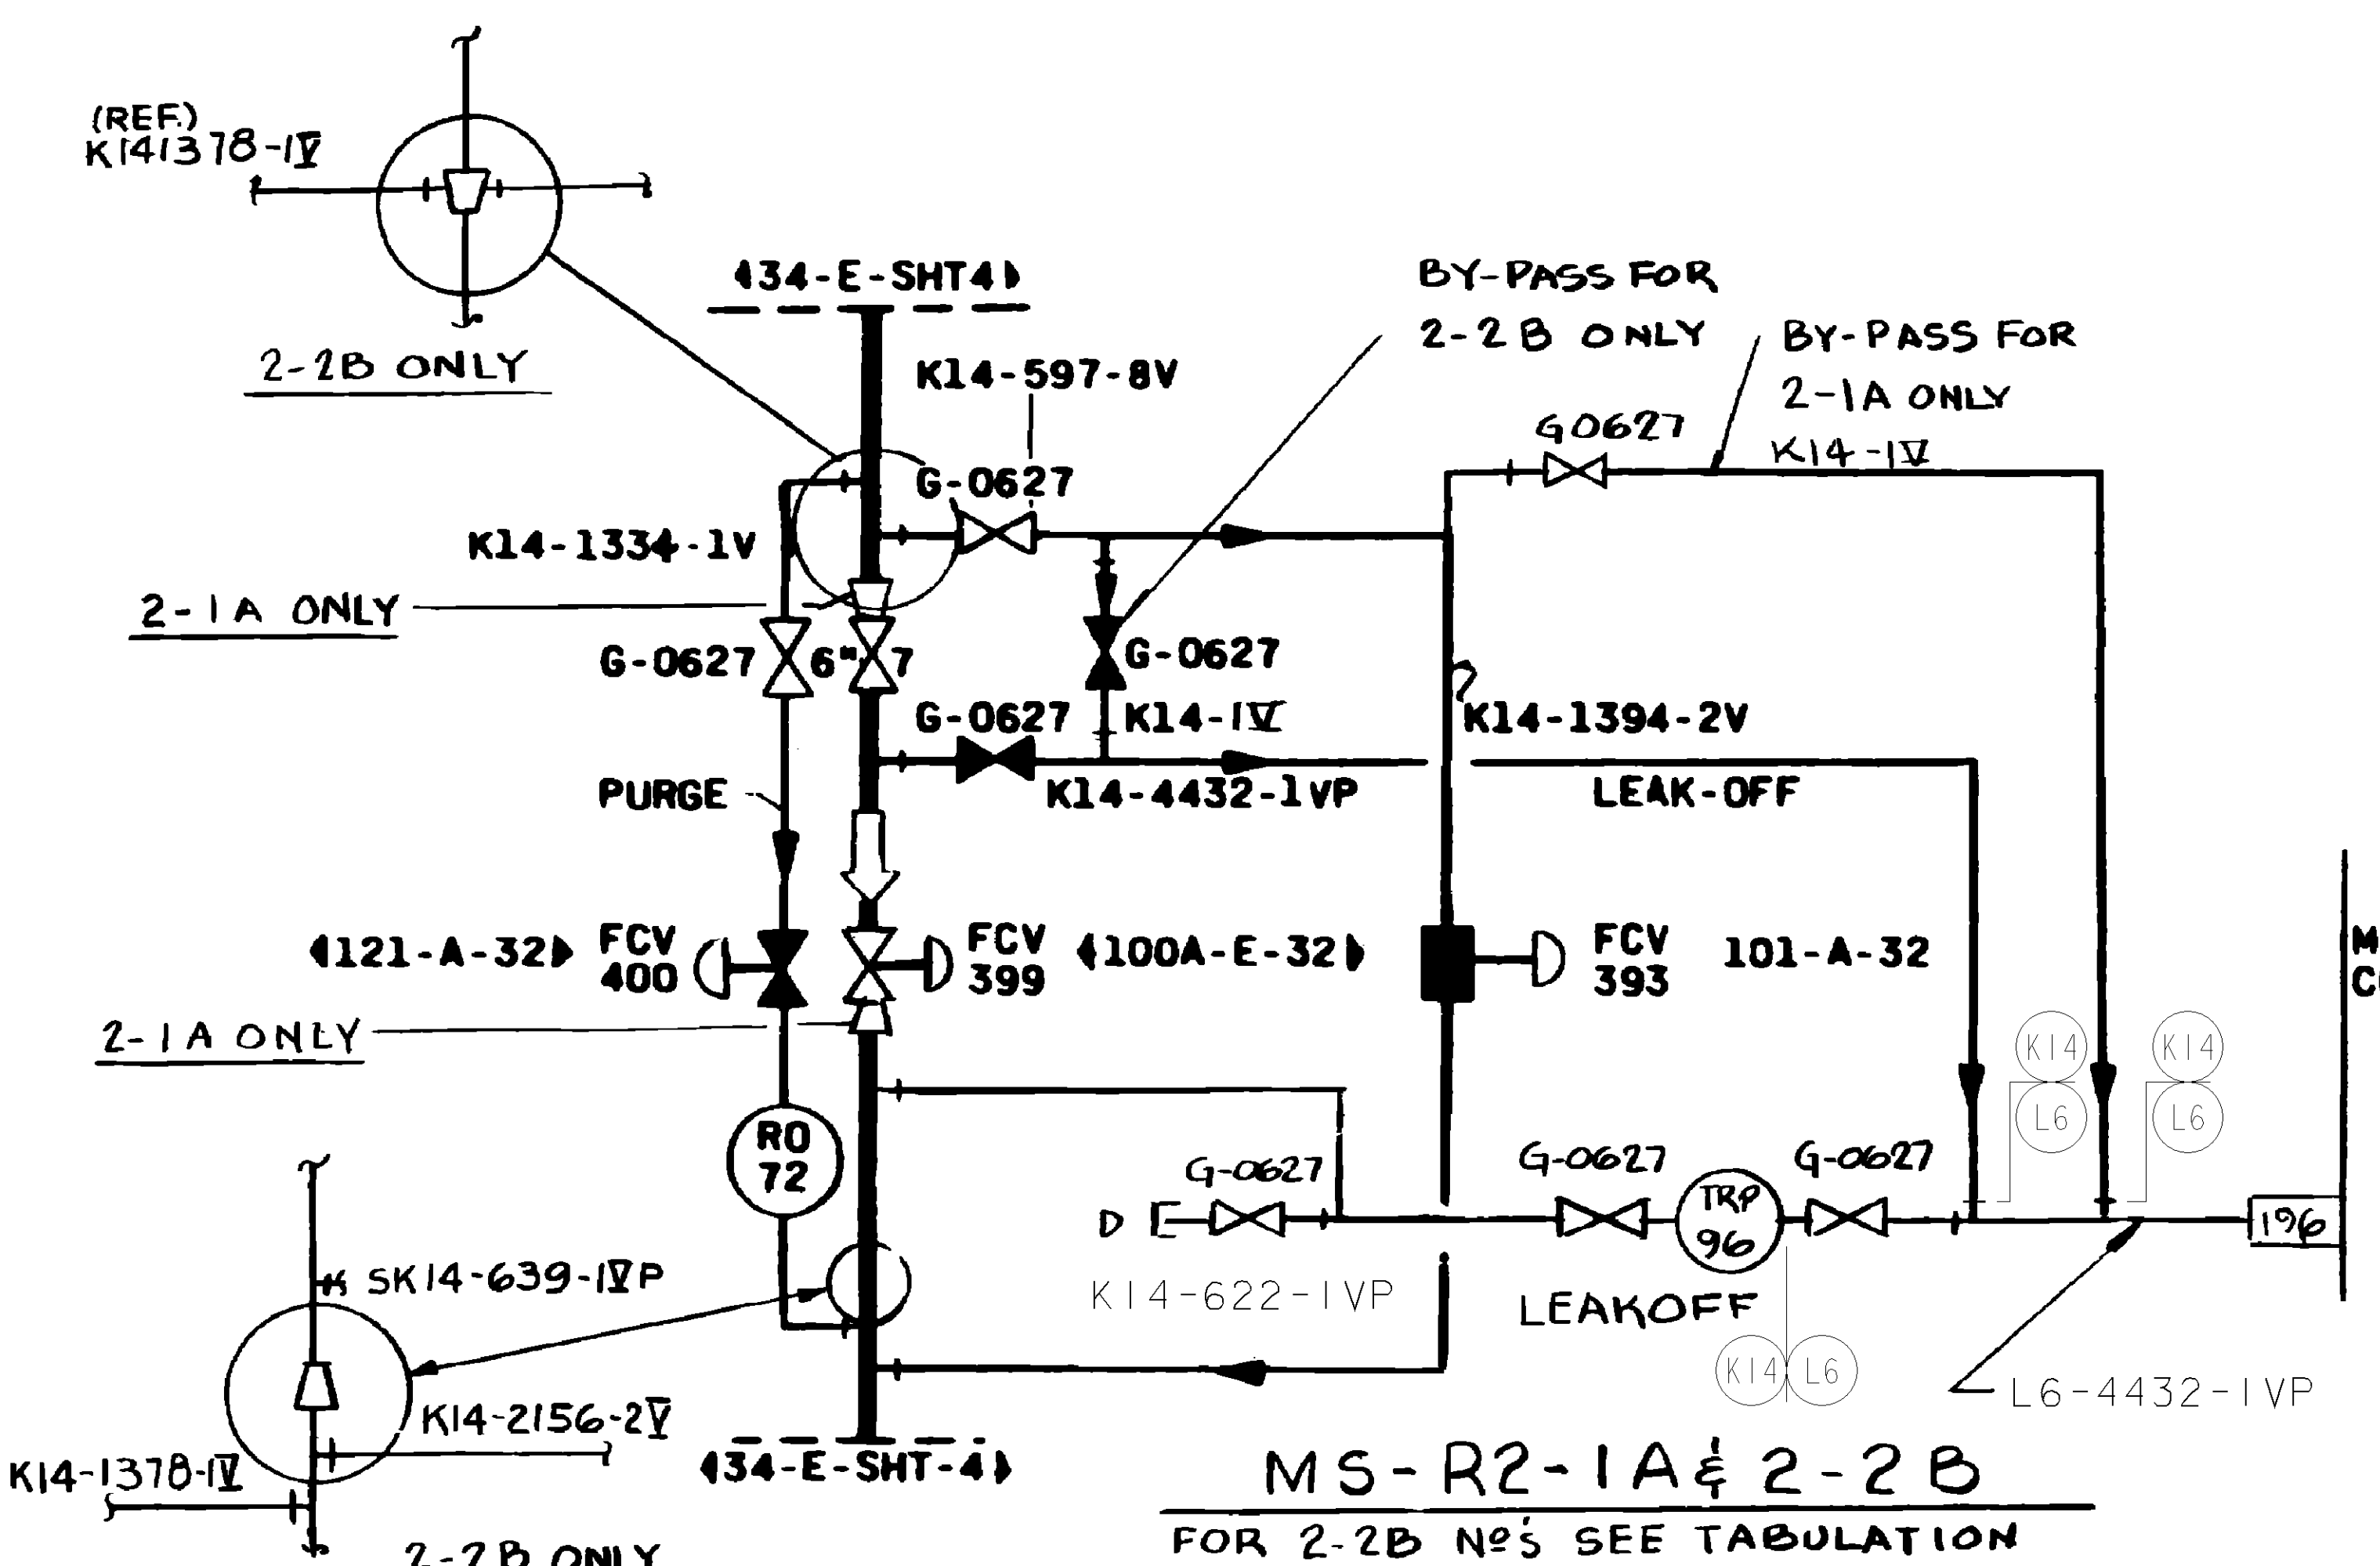 (REF.)
K141378-1V
2-2B ONLY
34-E-SHT4
K14-597-8V
BY-PASS FOR
2-2B ONLY
BY-PASS FOR
2-1A ONLY
K14-1V
G0627
G-0627
K14-1334-1V
2-1A ONLY
G-0627
6" 7
G-0627
G-0627
K14-1V
K14-1394-2V
PURGE
K14-4432-1VP
LEAK-OFF
121-A-32
FCV
400
FCV
399
100A-E-32
FCV
393
101-A-32
2-1A ONLY
K14
L6
K14
L6
RO
72
G-0627
G-0627
G-0627
D
TRP
96
196
SK14-639-1VP
K14-622-1VP
LEAKOFF
K14 L6
L6-4432-1VP
K14-2156-2V
K14-1378-1V
34-E-SHT-4
2-2B ONLY
MS-R2-1A & 2-2B
FOR 2-2B Nº'S SEE TABULATION